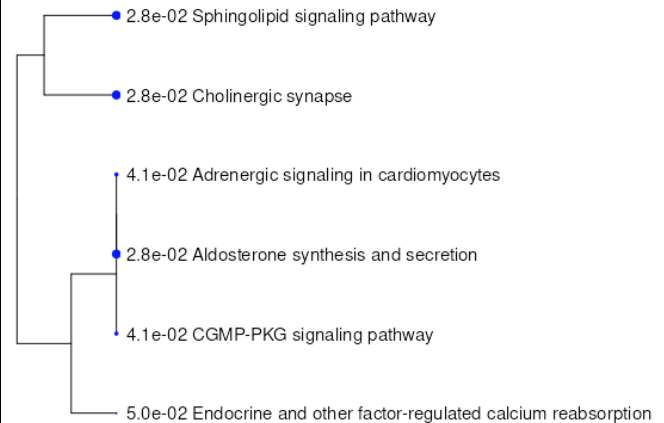 2.8e-02 Sphingolipid signaling pathway
2.8e-02 Cholinergic synapse
4.1e-02 Adrenergic signaling in cardiomyocytes
2.8e-02 Aldosterone synthesis and secretion
4.1e-02 CGMP-PKG signaling pathway
5.0e-02 Endocrine and other factor-regulated calcium reabsorption